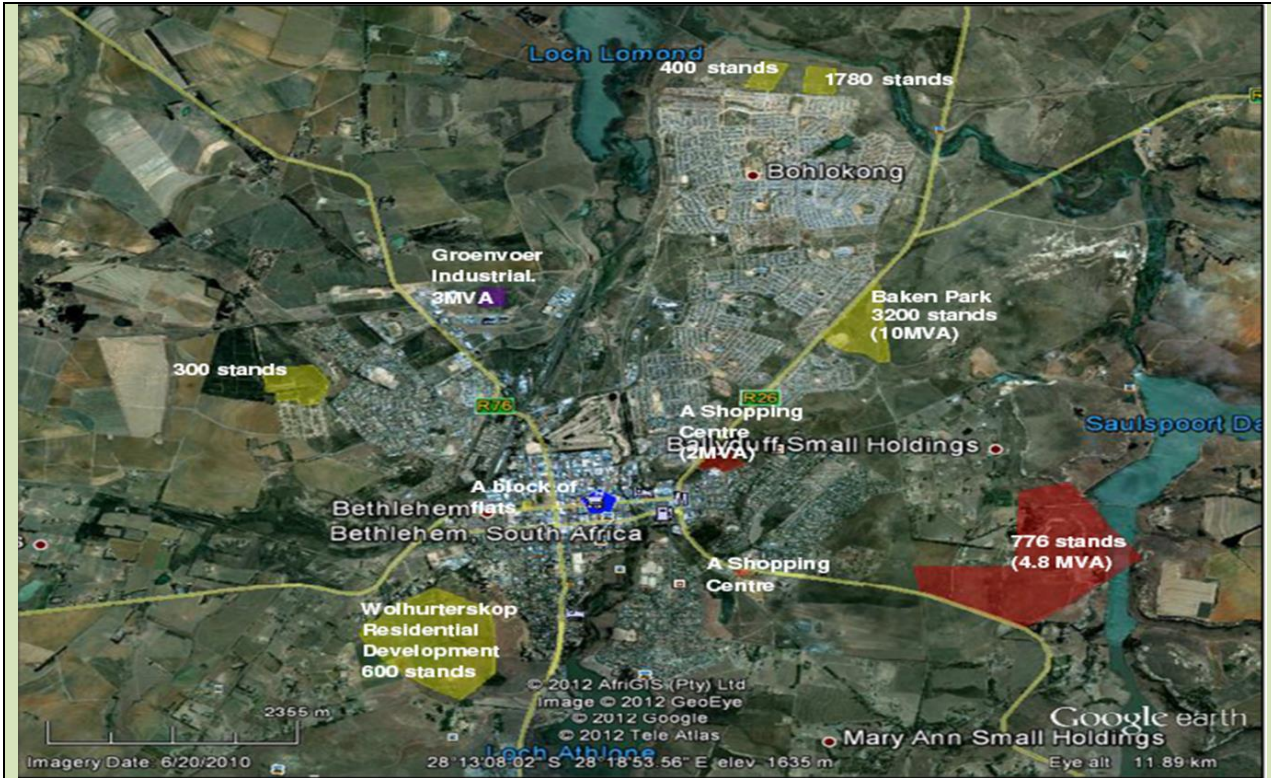 Loch Lomond
400 stands
1780 stands
Bohlokong
Groenvoer
Industrial.
3MVA
Baken Park
3200 stands
(10MVA)
300 stands
R76
R26
A Shopping
Centre
(2MVA)
Ballyduff Small Holdings
Saulspoort Da
A block of
flats
Bethlehem
Bethlehem, South Africa
776 stands
(4.8 MVA)
A Shopping
Centre
Wolhurterskop
Residential
Development
600 stands
© 2012 AfriGIS (Pty) Ltd
Image © 2012 GeoEye
© 2012 Google
© 2012 Tele Atlas
2355 m
Google earth
Mary Ann Small Holdings
Loch Athlone
Imagery Date: 6/20/2010
28°13'08.02" S 28°18'53.56" E elev 1635 m
Eye alt 11.89 km